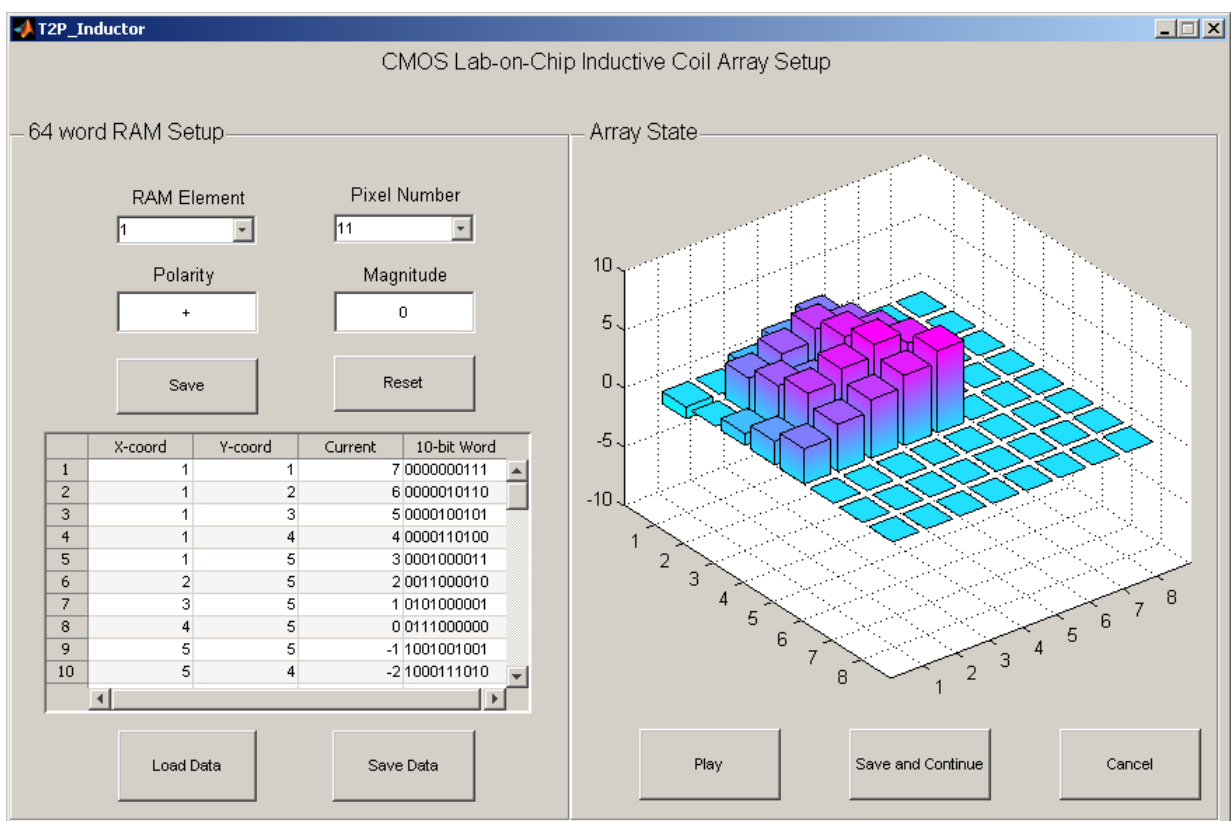 T2P_Inductor
CMOS Lab-on-Chip Inductive Coil Array Setup
64 word RAM Setup
RAM Element Pixel Number
1 11
Polarity Magnitude
+ 0
Save Reset
X-coord Y-coord Current 10-bit Word
1 1 1 7 0000000111
2 1 2 6 0000010110
3 1 3 5 0000100101
4 1 4 4 0000110100
5 1 5 3 0001000011
6 2 5 2 0011000010
7 3 5 1 0101000001
8 4 5 0 0111000000
9 5 5 -1 1001001001
10 5 4 -2 1000111010
Load Data Save Data
Array State
10
5
0
-5
-10
1 2 3 4 5 6 7 8
1 2 3 4 5 6 7 8
Play Save and Continue Cancel